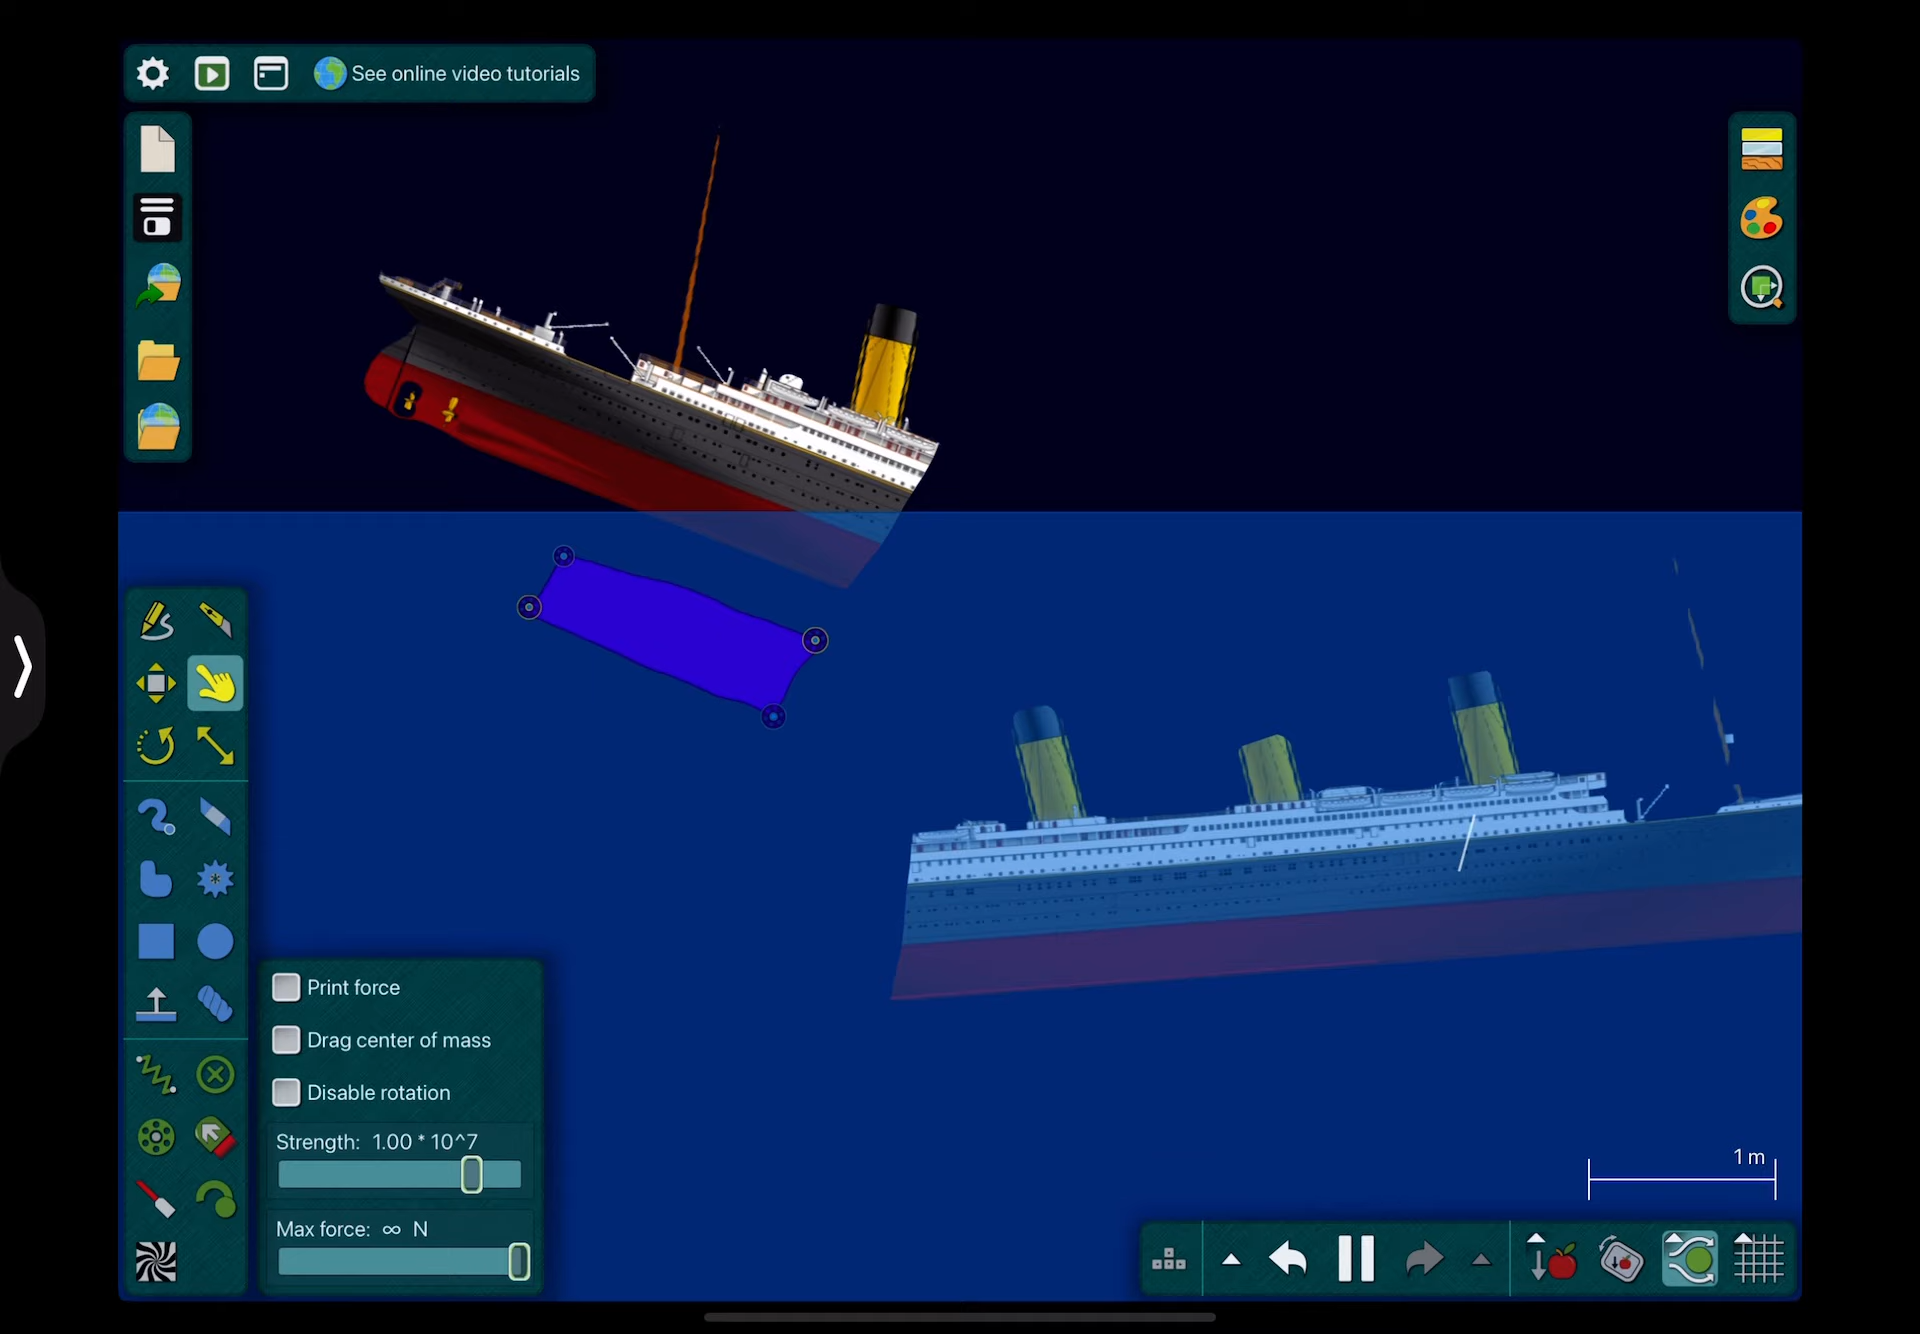 See online video tutorials
Print force
Drag center of mass
Disable rotation
Strength: 1.00 * 10^7
Max force: ∞ N
1 m